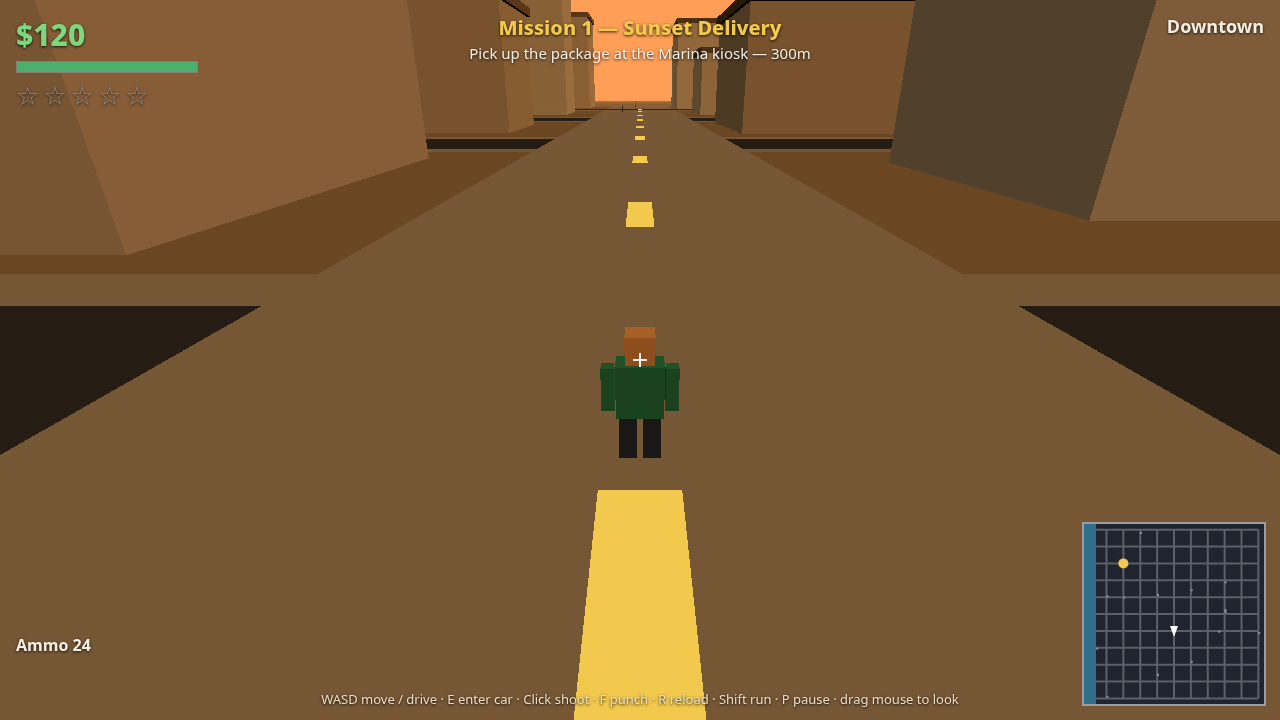 $120
Mission 1 — Sunset Delivery
Pick up the package at the Marina kiosk — 300m
Downtown
☆☆☆☆☆
Ammo 24
WASD move / drive · E enter car · Click shoot · F punch · R reload · Shift run · P pause · drag mouse to look